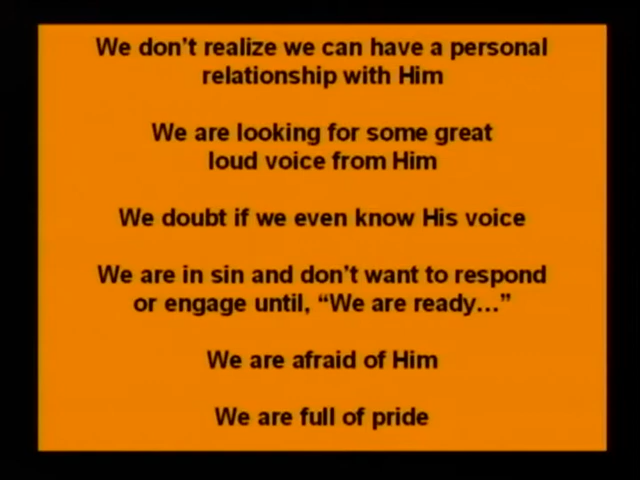 We don't realize we can have a personal
relationship with Him
We are looking for some great
loud voice from Him
We doubt if we even know His voice
We are in sin and don't want to respond
or engage until, “We are ready...”
We are afraid of Him
We are full of pride